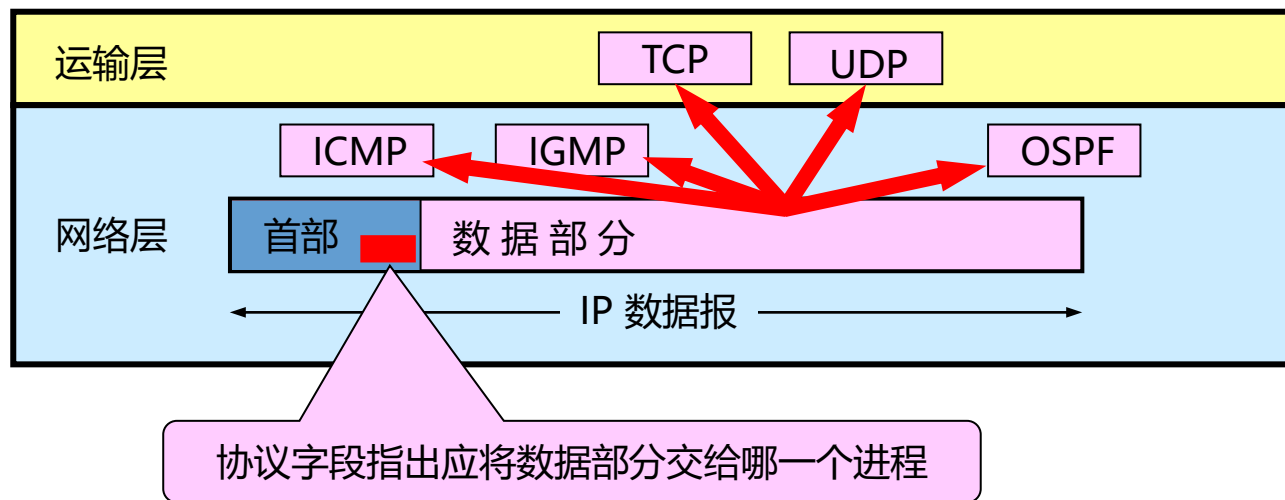 运输层
TCP
UDP
ICMP
IGMP
OSPF
网络层
首部
数据部分
IP 数据报
协议字段指出应将数据部分交给哪一个进程